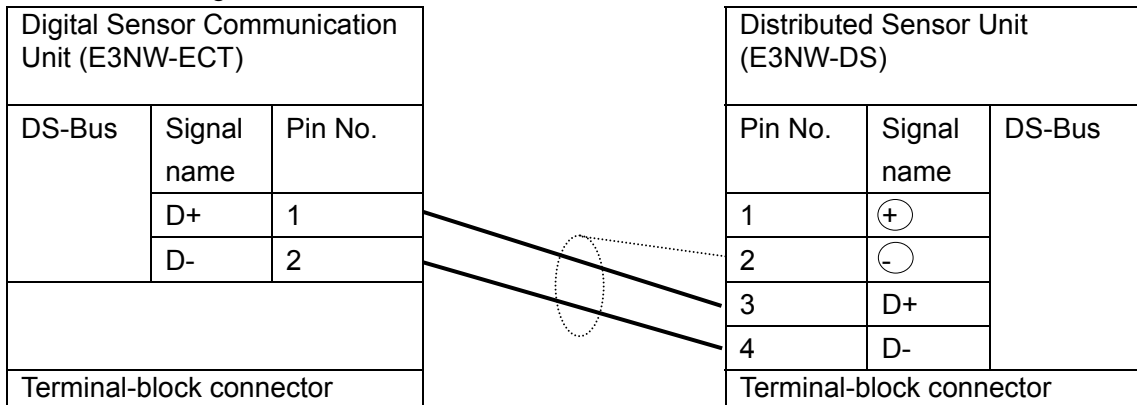 Digital Sensor Communication
Unit (E3NW-ECT)
DS-Bus
Signal
name
Pin No.
D+
1
D-
2
Terminal-block connector
Distributed Sensor Unit
(E3NW-DS)
Pin No.
Signal
name
DS-Bus
1
+
2
-
3
D+
4
D-
Terminal-block connector